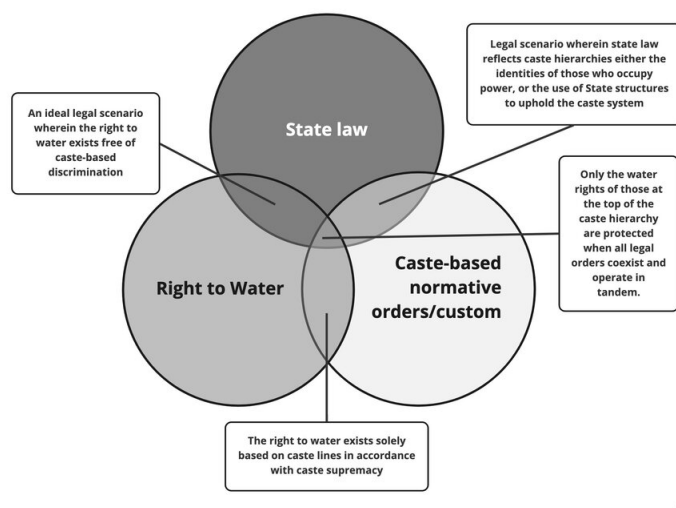 Legal scenario wherein state law
reflects caste hierarchies either the
identities of those who occupy
power, or the use of State structures
to uphold the caste system
An ideal legal scenario
wherein the right to
water exists free of
caste-based
discrimination
State law
Only the water
rights of those at
the top of the
caste hierarchy
are protected
when all legal
orders coexist and
operate in
tandem.
Right to Water
Caste-based
normative
orders/custom
The right to water exists solely
based on caste lines in accordance
with caste supremacy